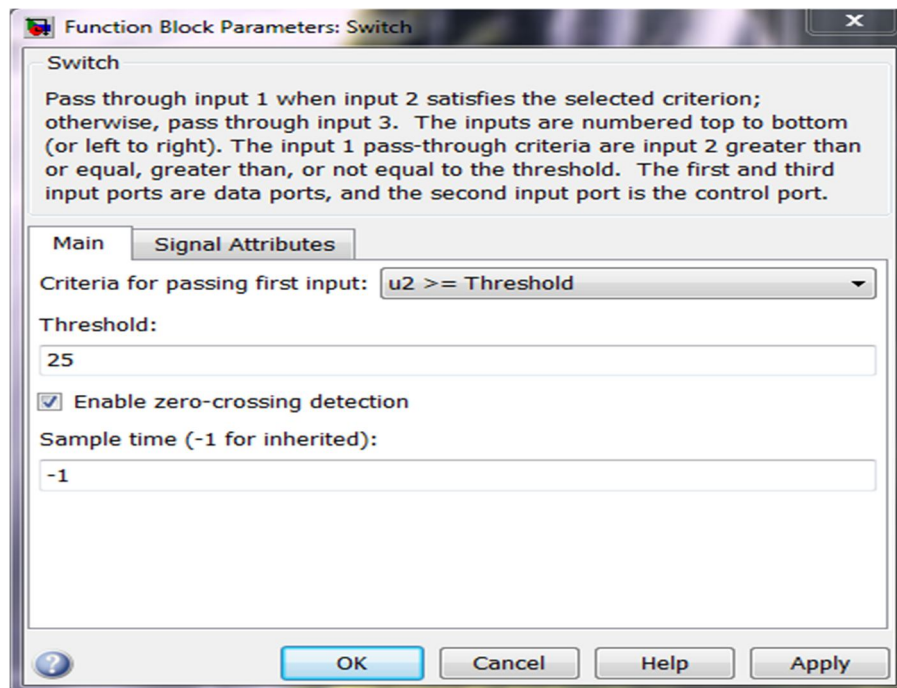 Function Block Parameters: Switch
Switch
Pass through input 1 when input 2 satisfies the selected criterion;
otherwise, pass through input 3. The inputs are numbered top to bottom
(or left to right). The input 1 pass-through criteria are input 2 greater than
or equal, greater than, or not equal to the threshold. The first and third
input ports are data ports, and the second input port is the control port.
Main Signal Attributes
Criteria for passing first input: u2 >= Threshold
Threshold:
25
Enable zero-crossing detection
Sample time (-1 for inherited):
-1
OK Cancel Help Apply